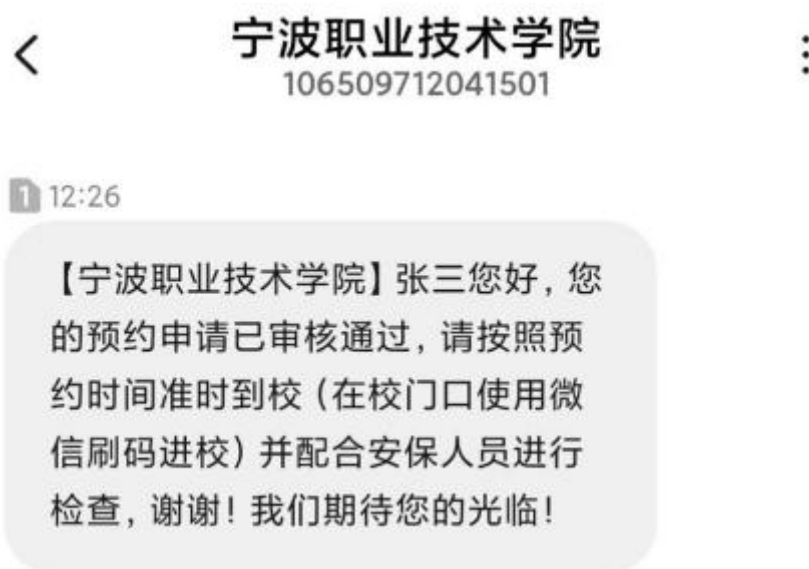 宁波职业技术学院
106509712041501
1 12:26
【宁波职业技术学院】张三您好，您
的预约申请已审核通过，请按照预
约时间准时到校（在校门口使用微
信刷码进校）并配合安保人员进行
检查，谢谢！我们期待您的光临！